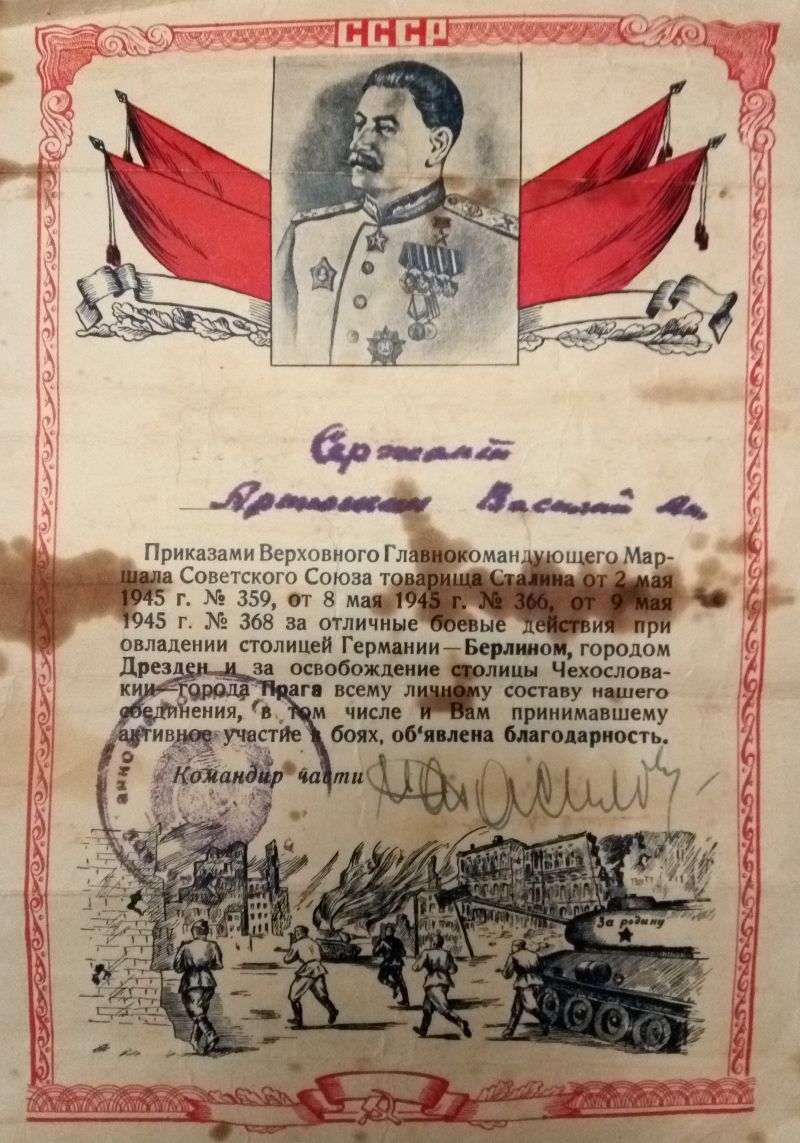 СССР
Сержант
Василий
Приказами Верховного Главнокомандующего Мар-
шала Советского Союза товарища Сталина от 2 мая
1945 г. № 359, от 8 мая 1945 г. № 366, от 9 мая
1945 г. № 368 за отличные боевые действия при
овладении столицей Германии—Берлином, городом
Дрезден и за освобождение столицы Чехослова-
кии—города Прага всему личному составу нашего
соединения, в том числе и Вам принимавшему
активное участие в боях, об‘явлена благодарность.
Командир части
За родину